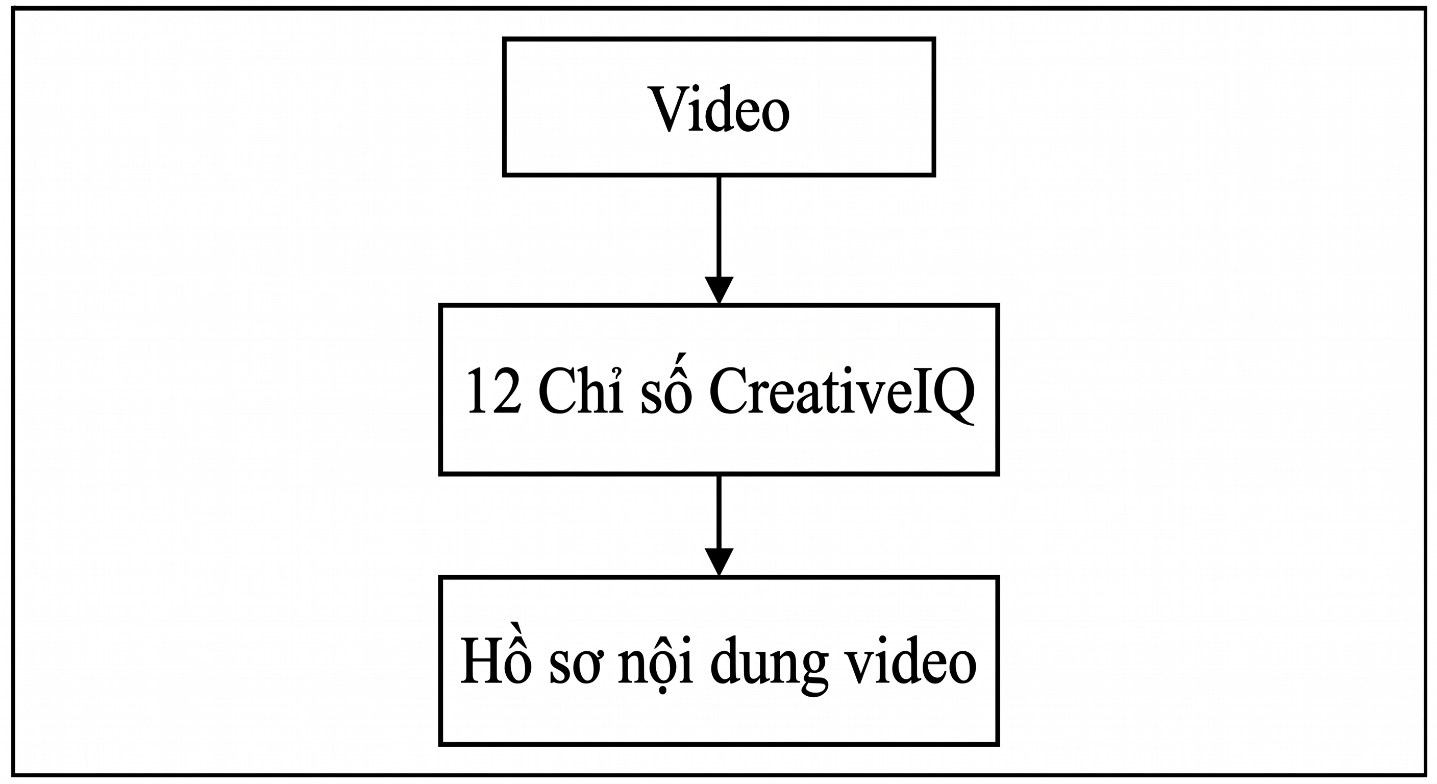 Video
12 Chỉ số CreativeIQ
Hồ sơ nội dung video